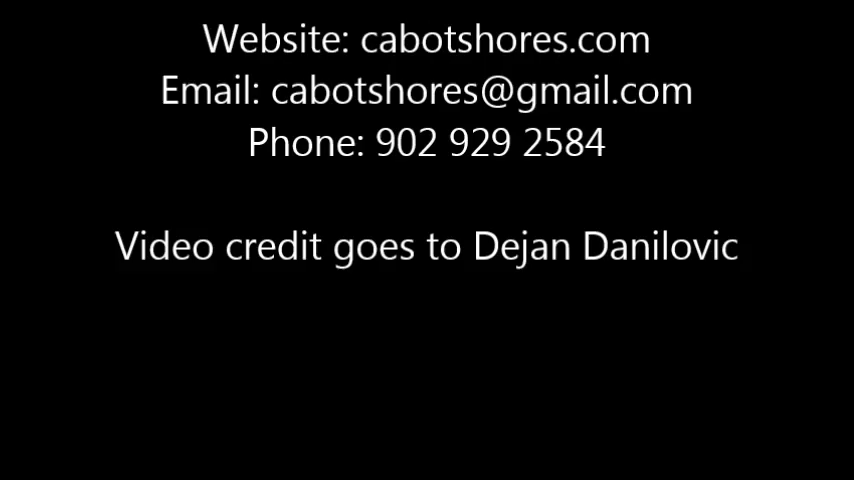 Website: cabotshores.com
Email: cabotshores@gmail.com
Phone: 902 929 2584
Video credit goes to Dejan Danilovic